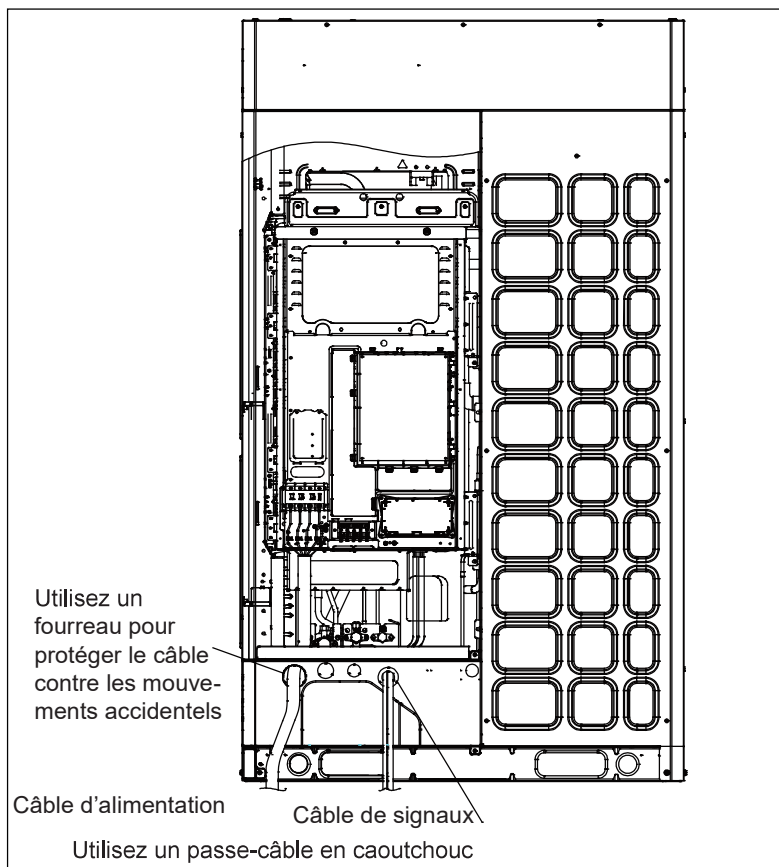 Utilisez un
fourreau pour
protéger le câble
contre les mouve-
ments accidentels
Câble d’alimentation
Câble de signaux
Utilisez un passe-câble en caoutchouc